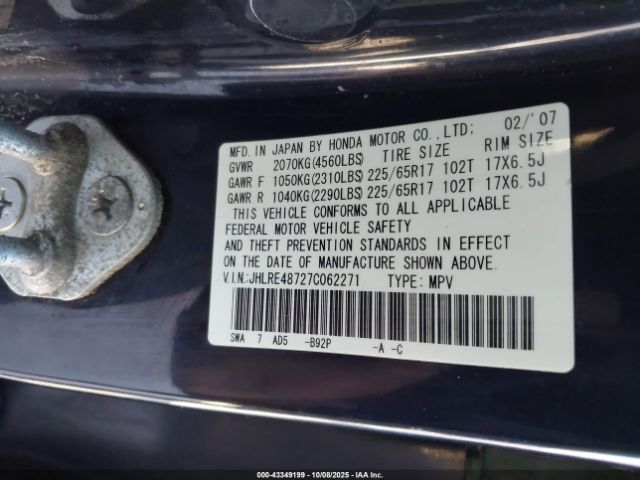 MFD. IN JAPAN BY HONDA MOTOR CO., LTD; 02/'07
GVWR 2070KG(4560LBS) TIRE SIZE RIM SIZE
GAWR F 1050KG(2310LBS) 225/65R17 102T 17X6.5J
GAWR R 1040KG(2290LBS) 225/65R17 102T 17X6.5J
THIS VEHICLE CONFORMS TO ALL APPLICABLE
FEDERAL MOTOR VEHICLE SAFETY
AND THEFT PREVENTION STANDARDS IN EFFECT
ON THE DATE OF MANUFACTURE SHOWN ABOVE.
V.I.N.:JHLRE48727C062271 TYPE: MPV
SWA 7 AD5 -B92P -A -C
000-43349199 - 10/08/2025 - IAA Inc.